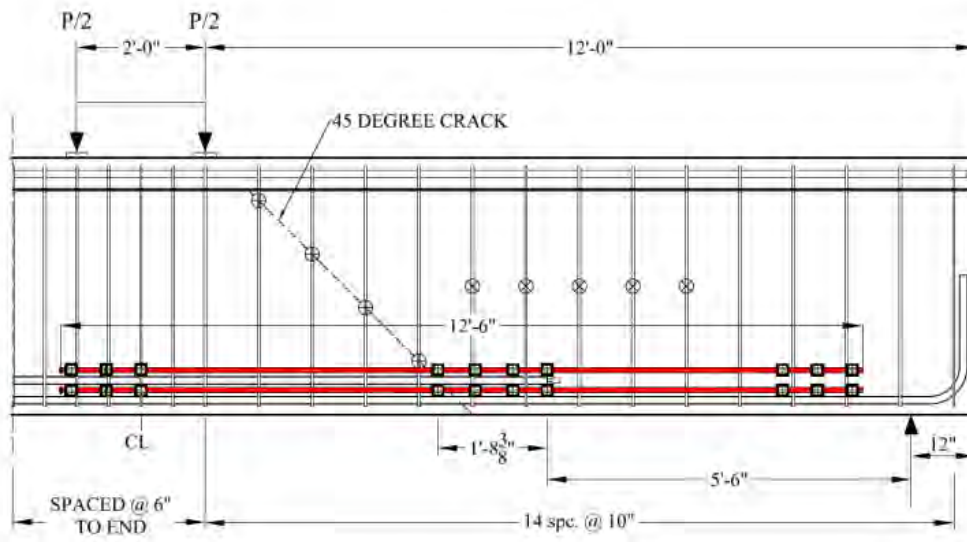 P/2
P/2
2'-0"
12'-0"
45 DEGREE CRACK
12'-6"
CL
1'-8 3/8"
12"
5'-6"
SPACED @ 6"
TO END
14 spc. @ 10"